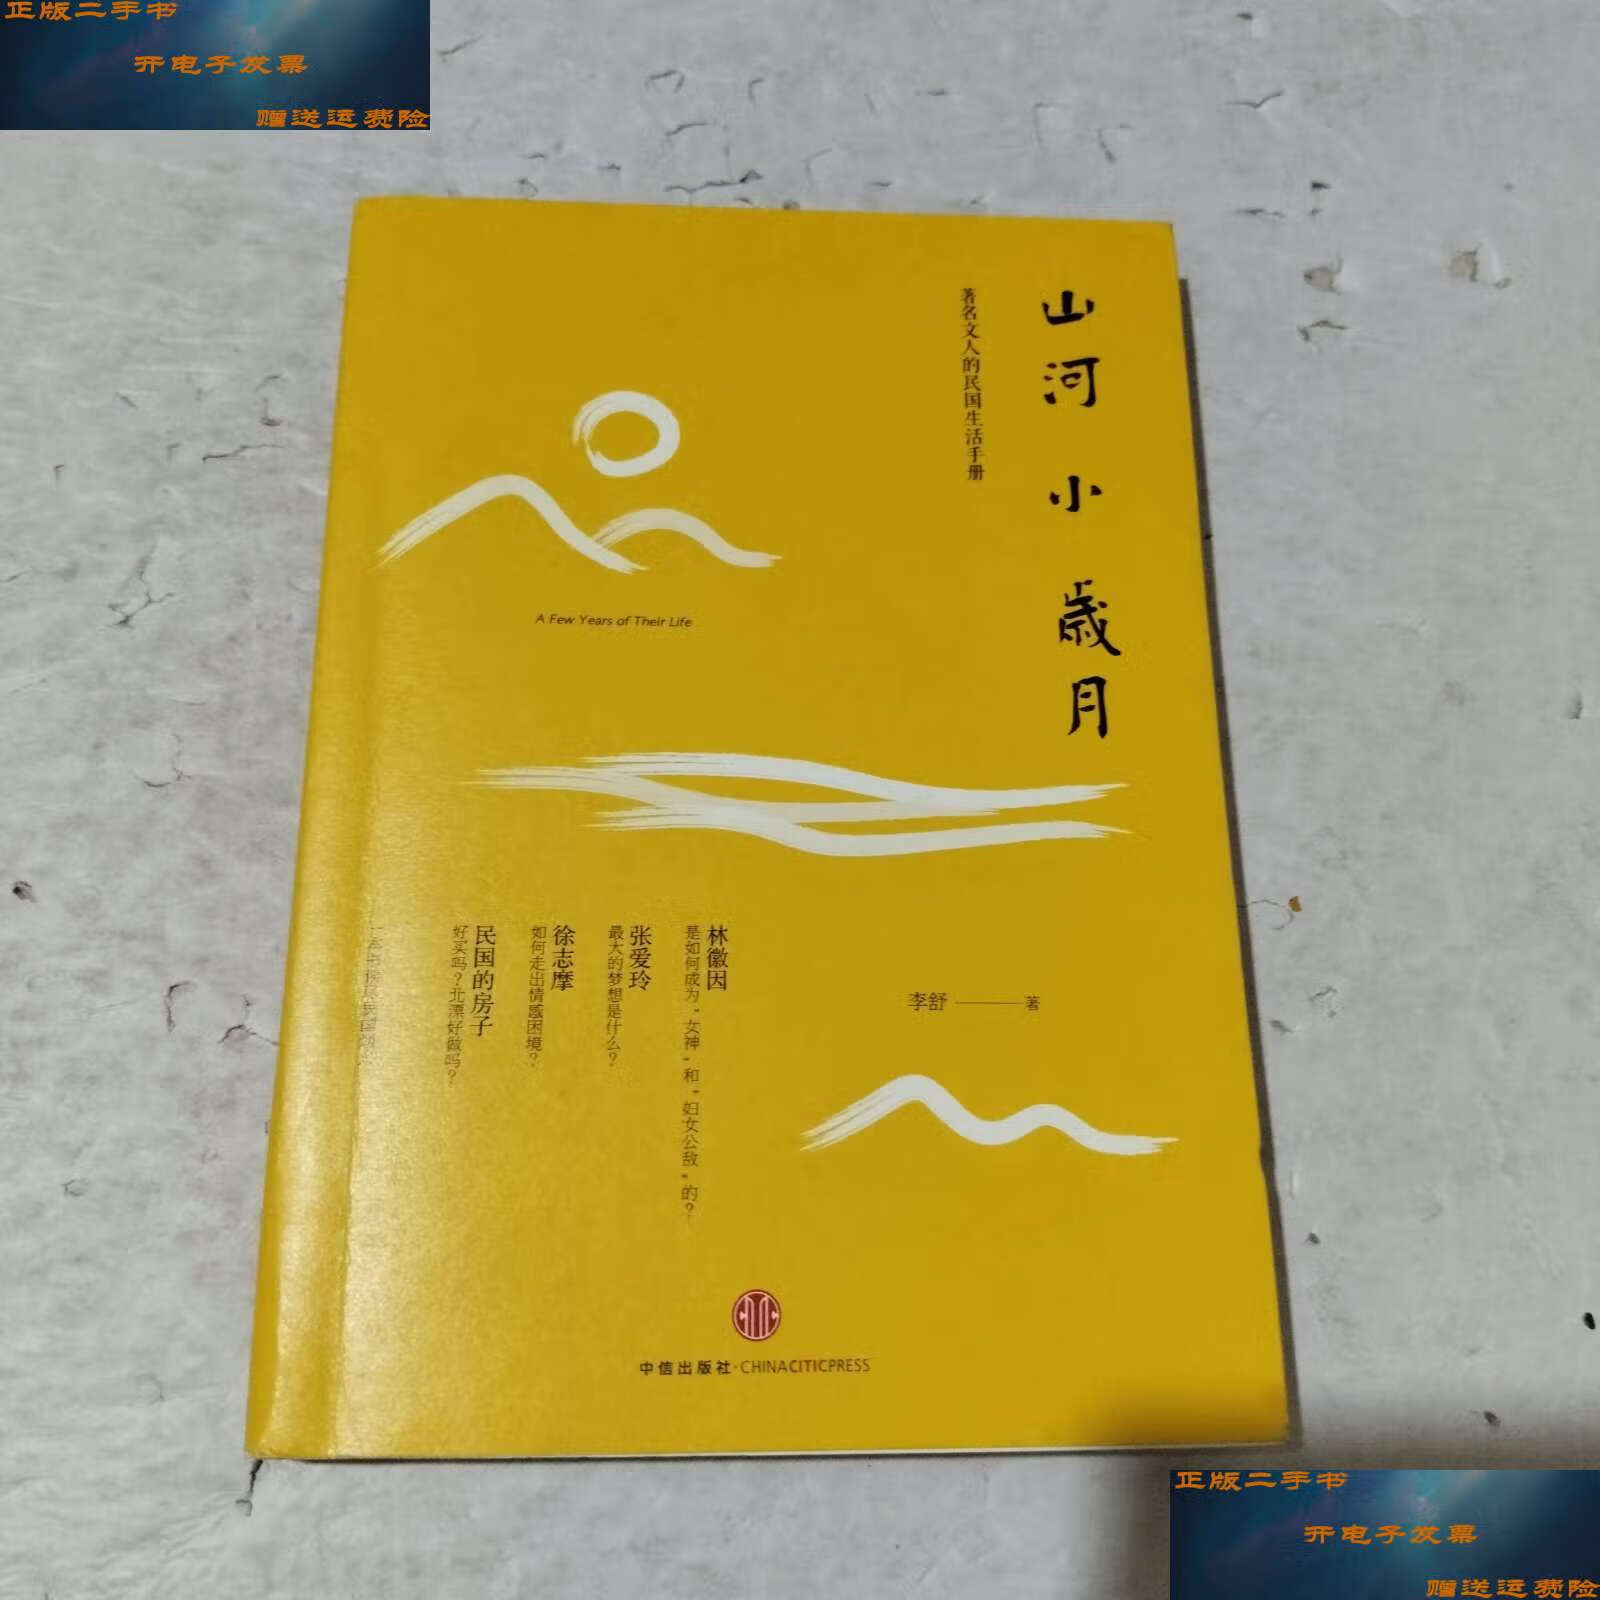 正版二手书
开电子发票
赠送运费险
山河小歲月
著名文人的民国生活手册
A Few Years of Their Life
林徽因
是如何成为“女神”和“妇女公敌”的？
张爱玲
最大的梦想是什么？
徐志摩
如何走出情感困境？
民国的房子
好买吗？北漂好做吗？
李舒 著
中信出版社·CHINACITICPRESS
正版二手书
开电子发票
赠送运费险